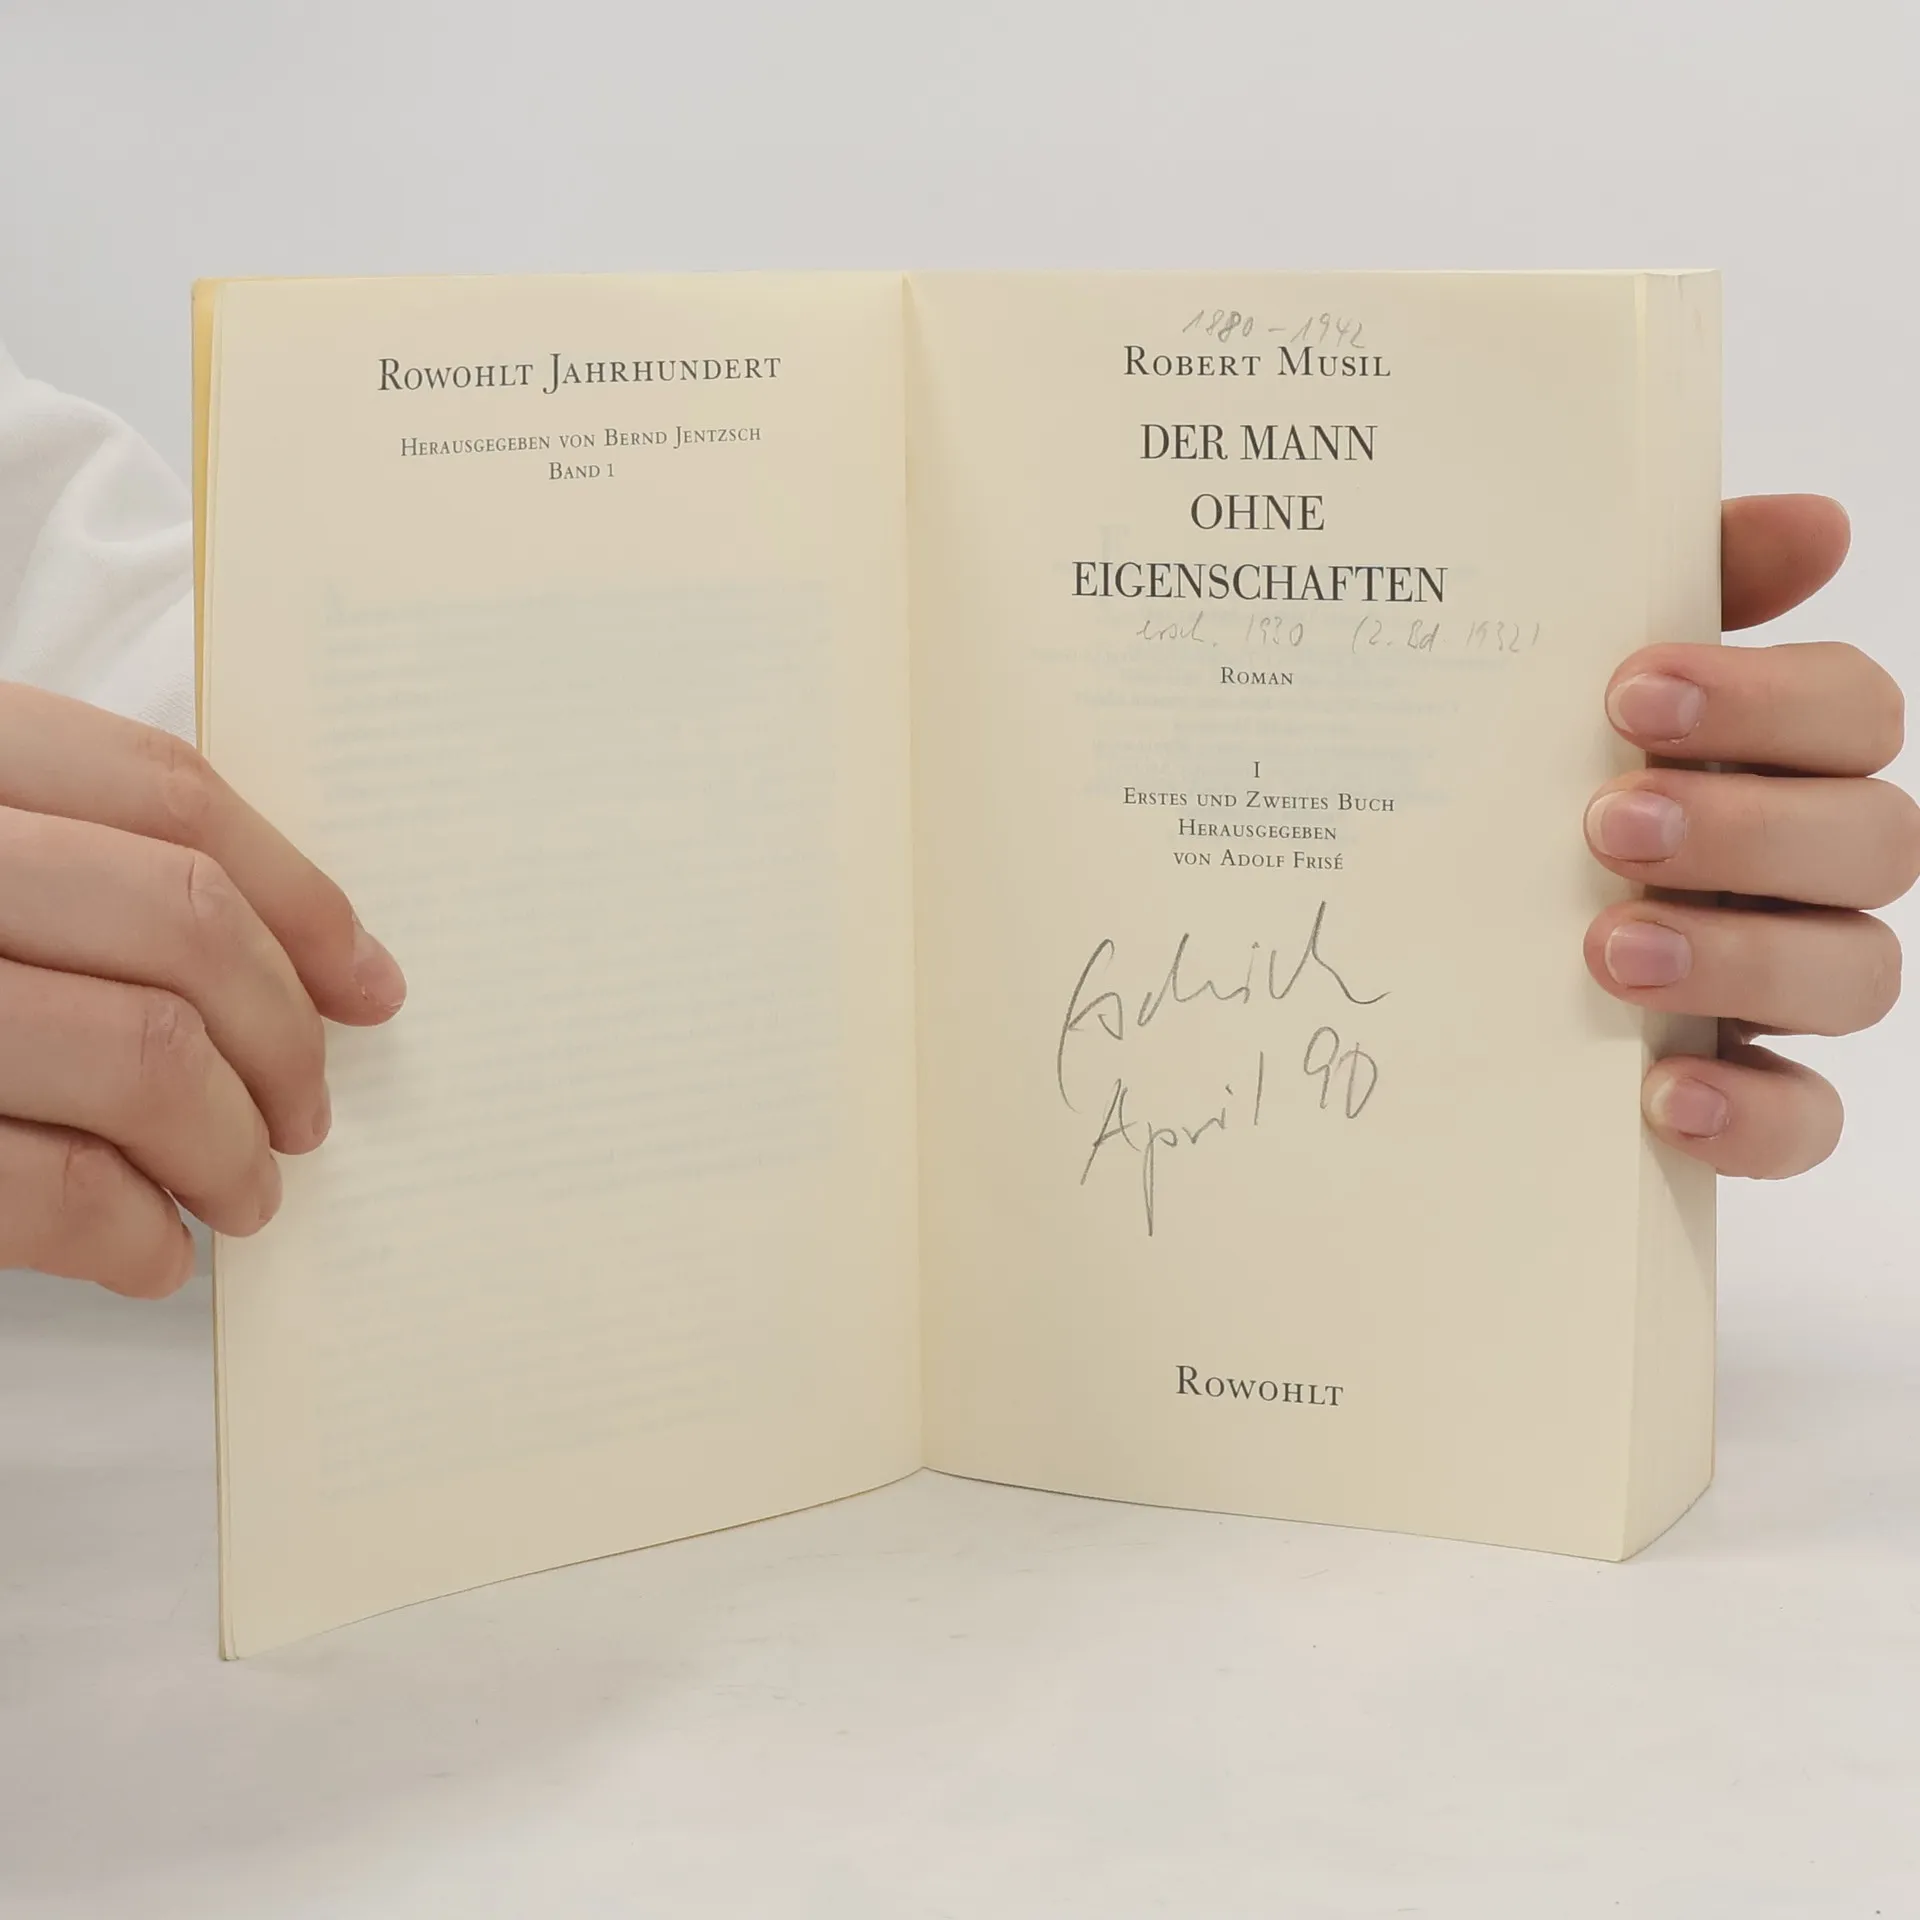 ROWOHLT JAHRHUNDERT
HERAUSGEGEBEN VON BERND JENTZSCH
BAND 1
1880 – 1942
ROBERT MUSIL
DER MANN
OHNE
EIGENSCHAFTEN
ersch. 1930 (2. Bd. 1932)
ROMAN
I
ERSTES UND ZWEITES BUCH
HERAUSGEGEBEN
VON ADOLF FRISÉ
April 90
ROWOHLT